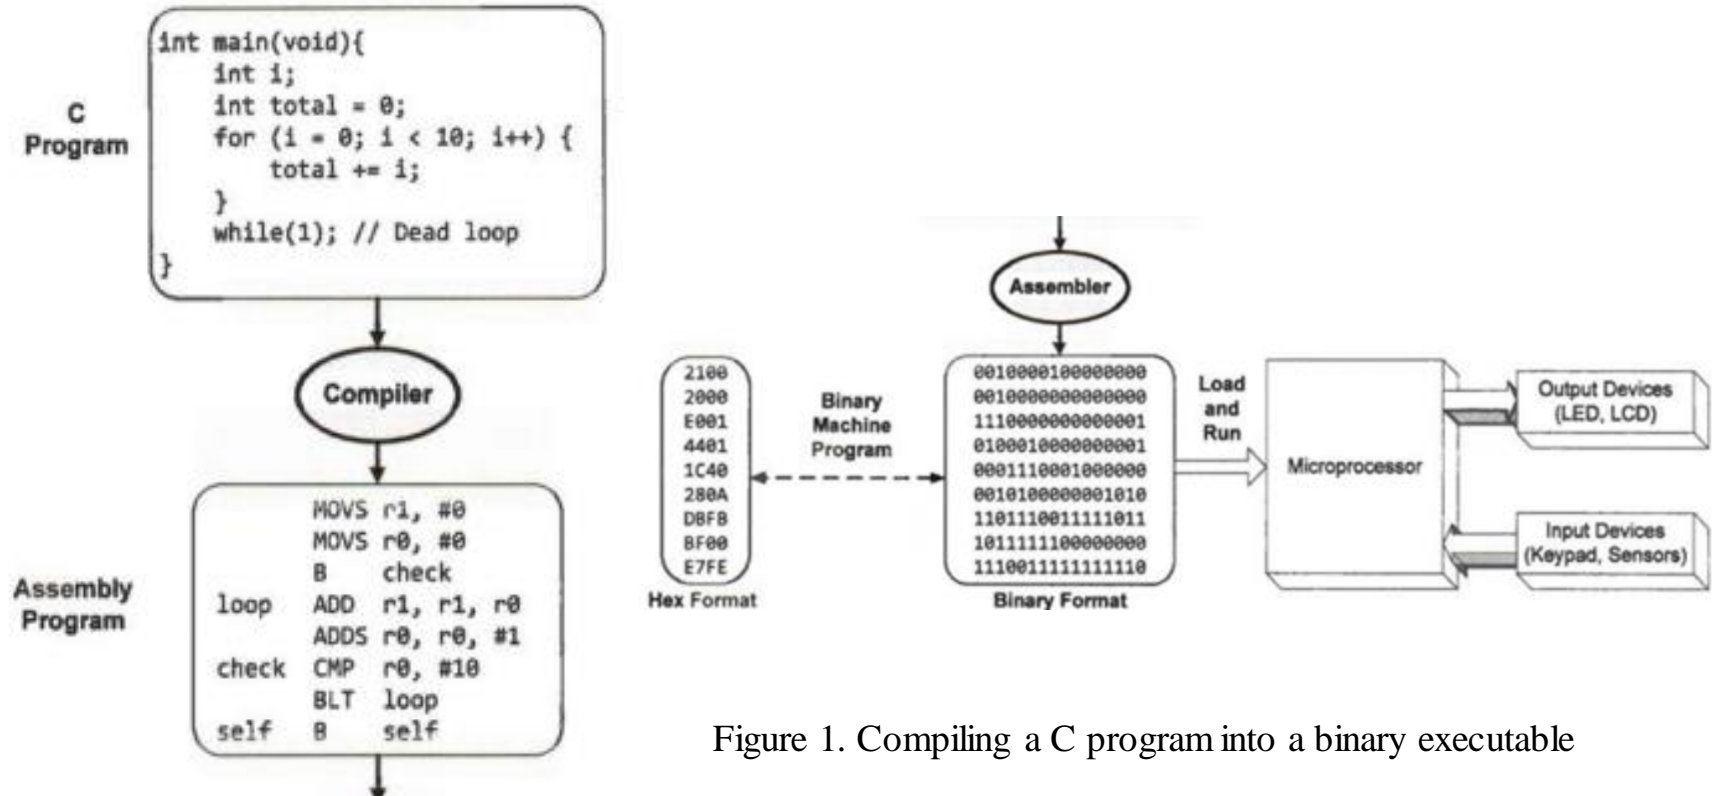 C
Program
int main(void){
int i;
int total = 0;
for (i = 0; i < 10; i++) {
total += i;
}
while(1); // Dead loop
}
Compiler
Assembly
Program
MOVS r1, #0
MOVS r0, #0
B check
loop ADD r1, r1, r0
ADDS r0, r0, #1
check CMP r0, #10
BLT loop
self B self
Assembler
2100
2000
E001
4401
1C40
280A
DBFB
BF00
E7FE
Hex Format
Binary
Machine
Program
0010000100000000
0010000000000000
1110000000000001
0100010000000001
0001110001000000
0010100000001010
1101110011111011
1011111100000000
1110011111111110
Binary Format
Load
and
Run
Microprocessor
Output Devices
(LED, LCD)
Input Devices
(Keypad, Sensors)
Figure 1. Compiling a C program into a binary executable